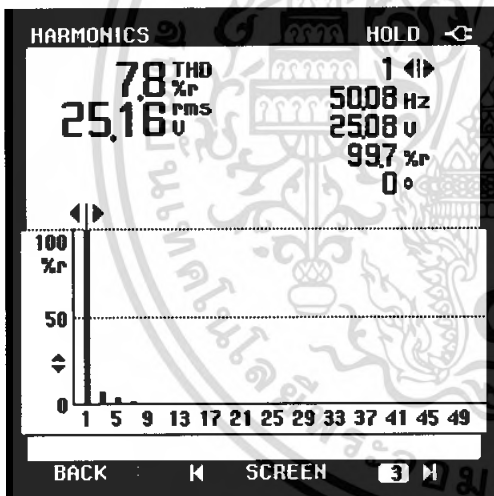 HARMONICS HOLD
7.8 THD %r
25.16 rms V
1
50.08 Hz
25.08 V
99.7 %r
0 °
100
%r
50
0
1 5 9 13 17 21 25 29 33 37 41 45 49
BACK SCREEN 3